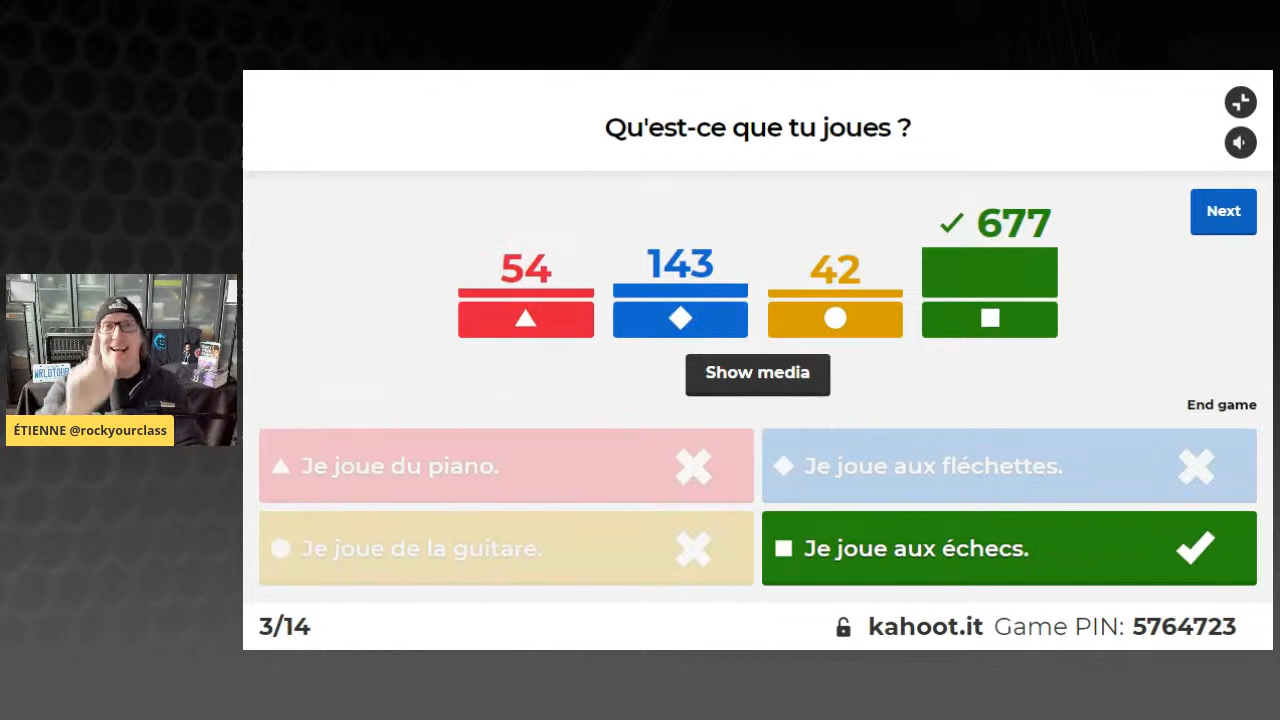 Qu'est-ce que tu joues ?
Next
54
143
42
677
Show media
End game
Je joue du piano.
Je joue aux fléchettes.
Je joue de la guitare.
Je joue aux échecs.
3/14
kahoot.it Game PIN: 5764723
WRLDTOUR
ÉTIENNE @rockyourclass